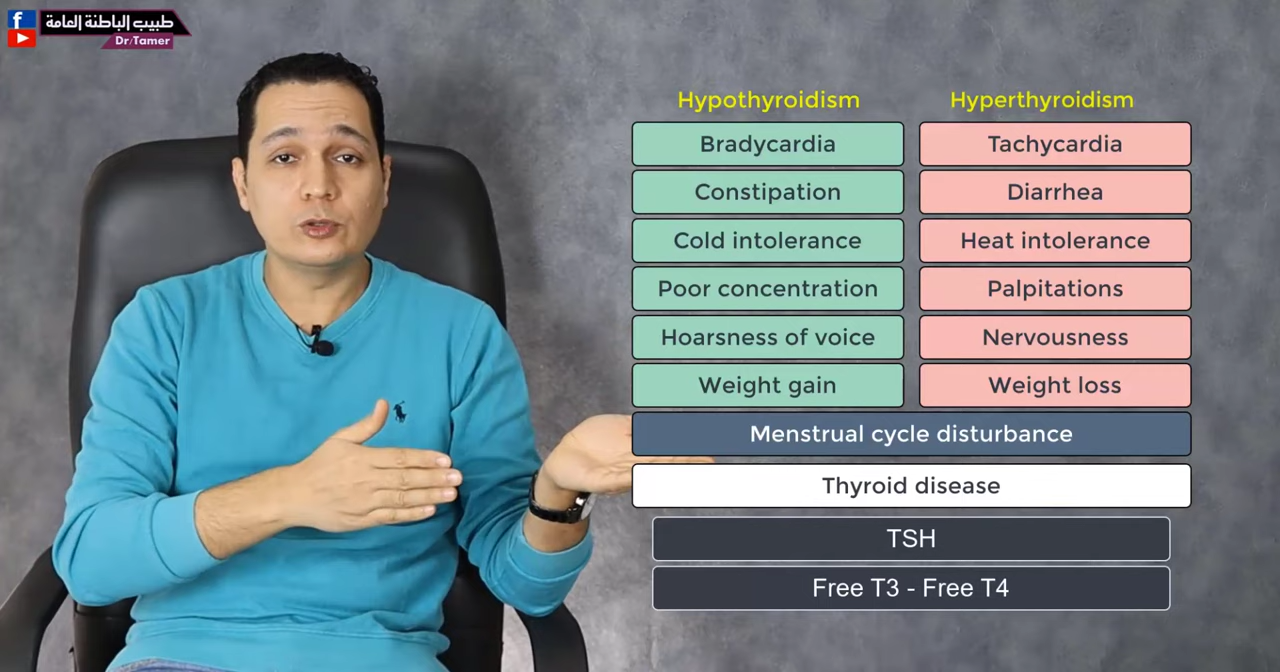 f
طبيب الباطنة العامة
Dr/Tamer
Hypothyroidism
Hyperthyroidism
Bradycardia
Tachycardia
Constipation
Diarrhea
Cold intolerance
Heat intolerance
Poor concentration
Palpitations
Hoarsness of voice
Nervousness
Weight gain
Weight loss
Menstrual cycle disturbance
Thyroid disease
TSH
Free T3 - Free T4